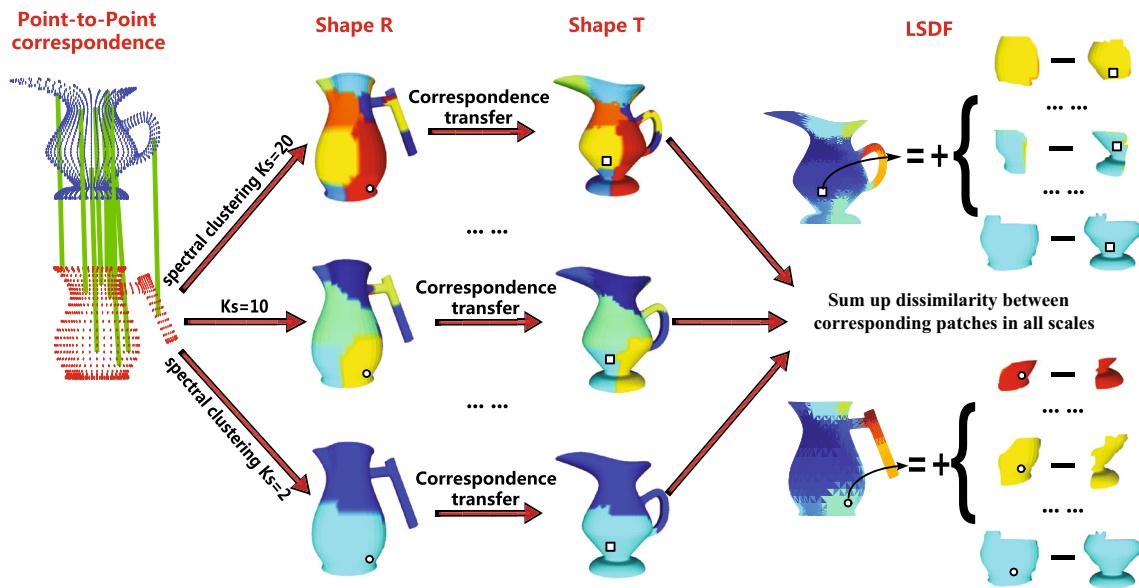 Point-to-Point
correspondence
Shape R
Shape T
LSDF
spectral clustering Ks=20
Correspondence
transfer
... ...
Ks=10
Correspondence
transfer
... ...
spectral clustering Ks=2
Correspondence
transfer
= +
... ...
... ...
Sum up dissimilarity between
corresponding patches in all scales
= +
... ...
... ...